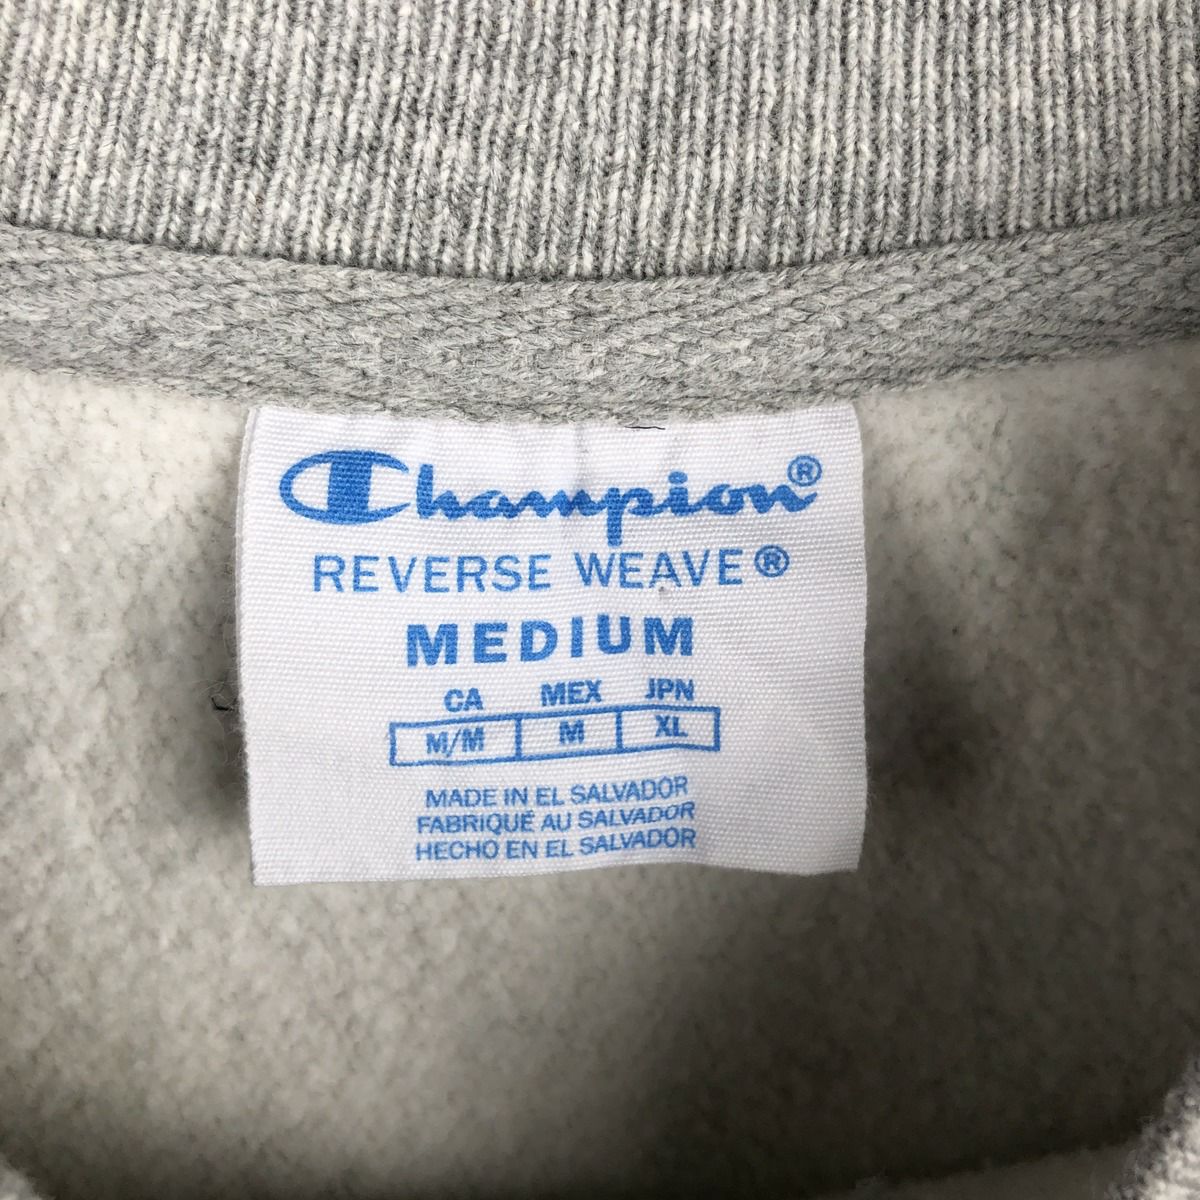 Champion®
REVERSE WEAVE®
MEDIUM
CA MEX JPN
M/M M XL
MADE IN EL SALVADOR
FABRIQUÉ AU SALVADOR
HECHO EN EL SALVADOR